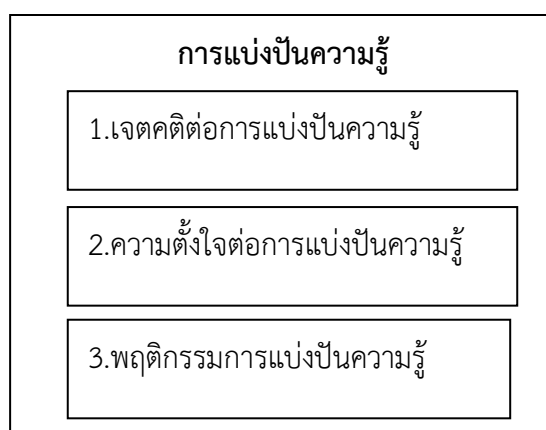 การแบ่งปันความรู้
1.เจตคติต่อการแบ่งปันความรู้
2.ความตั้งใจต่อการแบ่งปันความรู้
3.พฤติกรรมการแบ่งปันความรู้